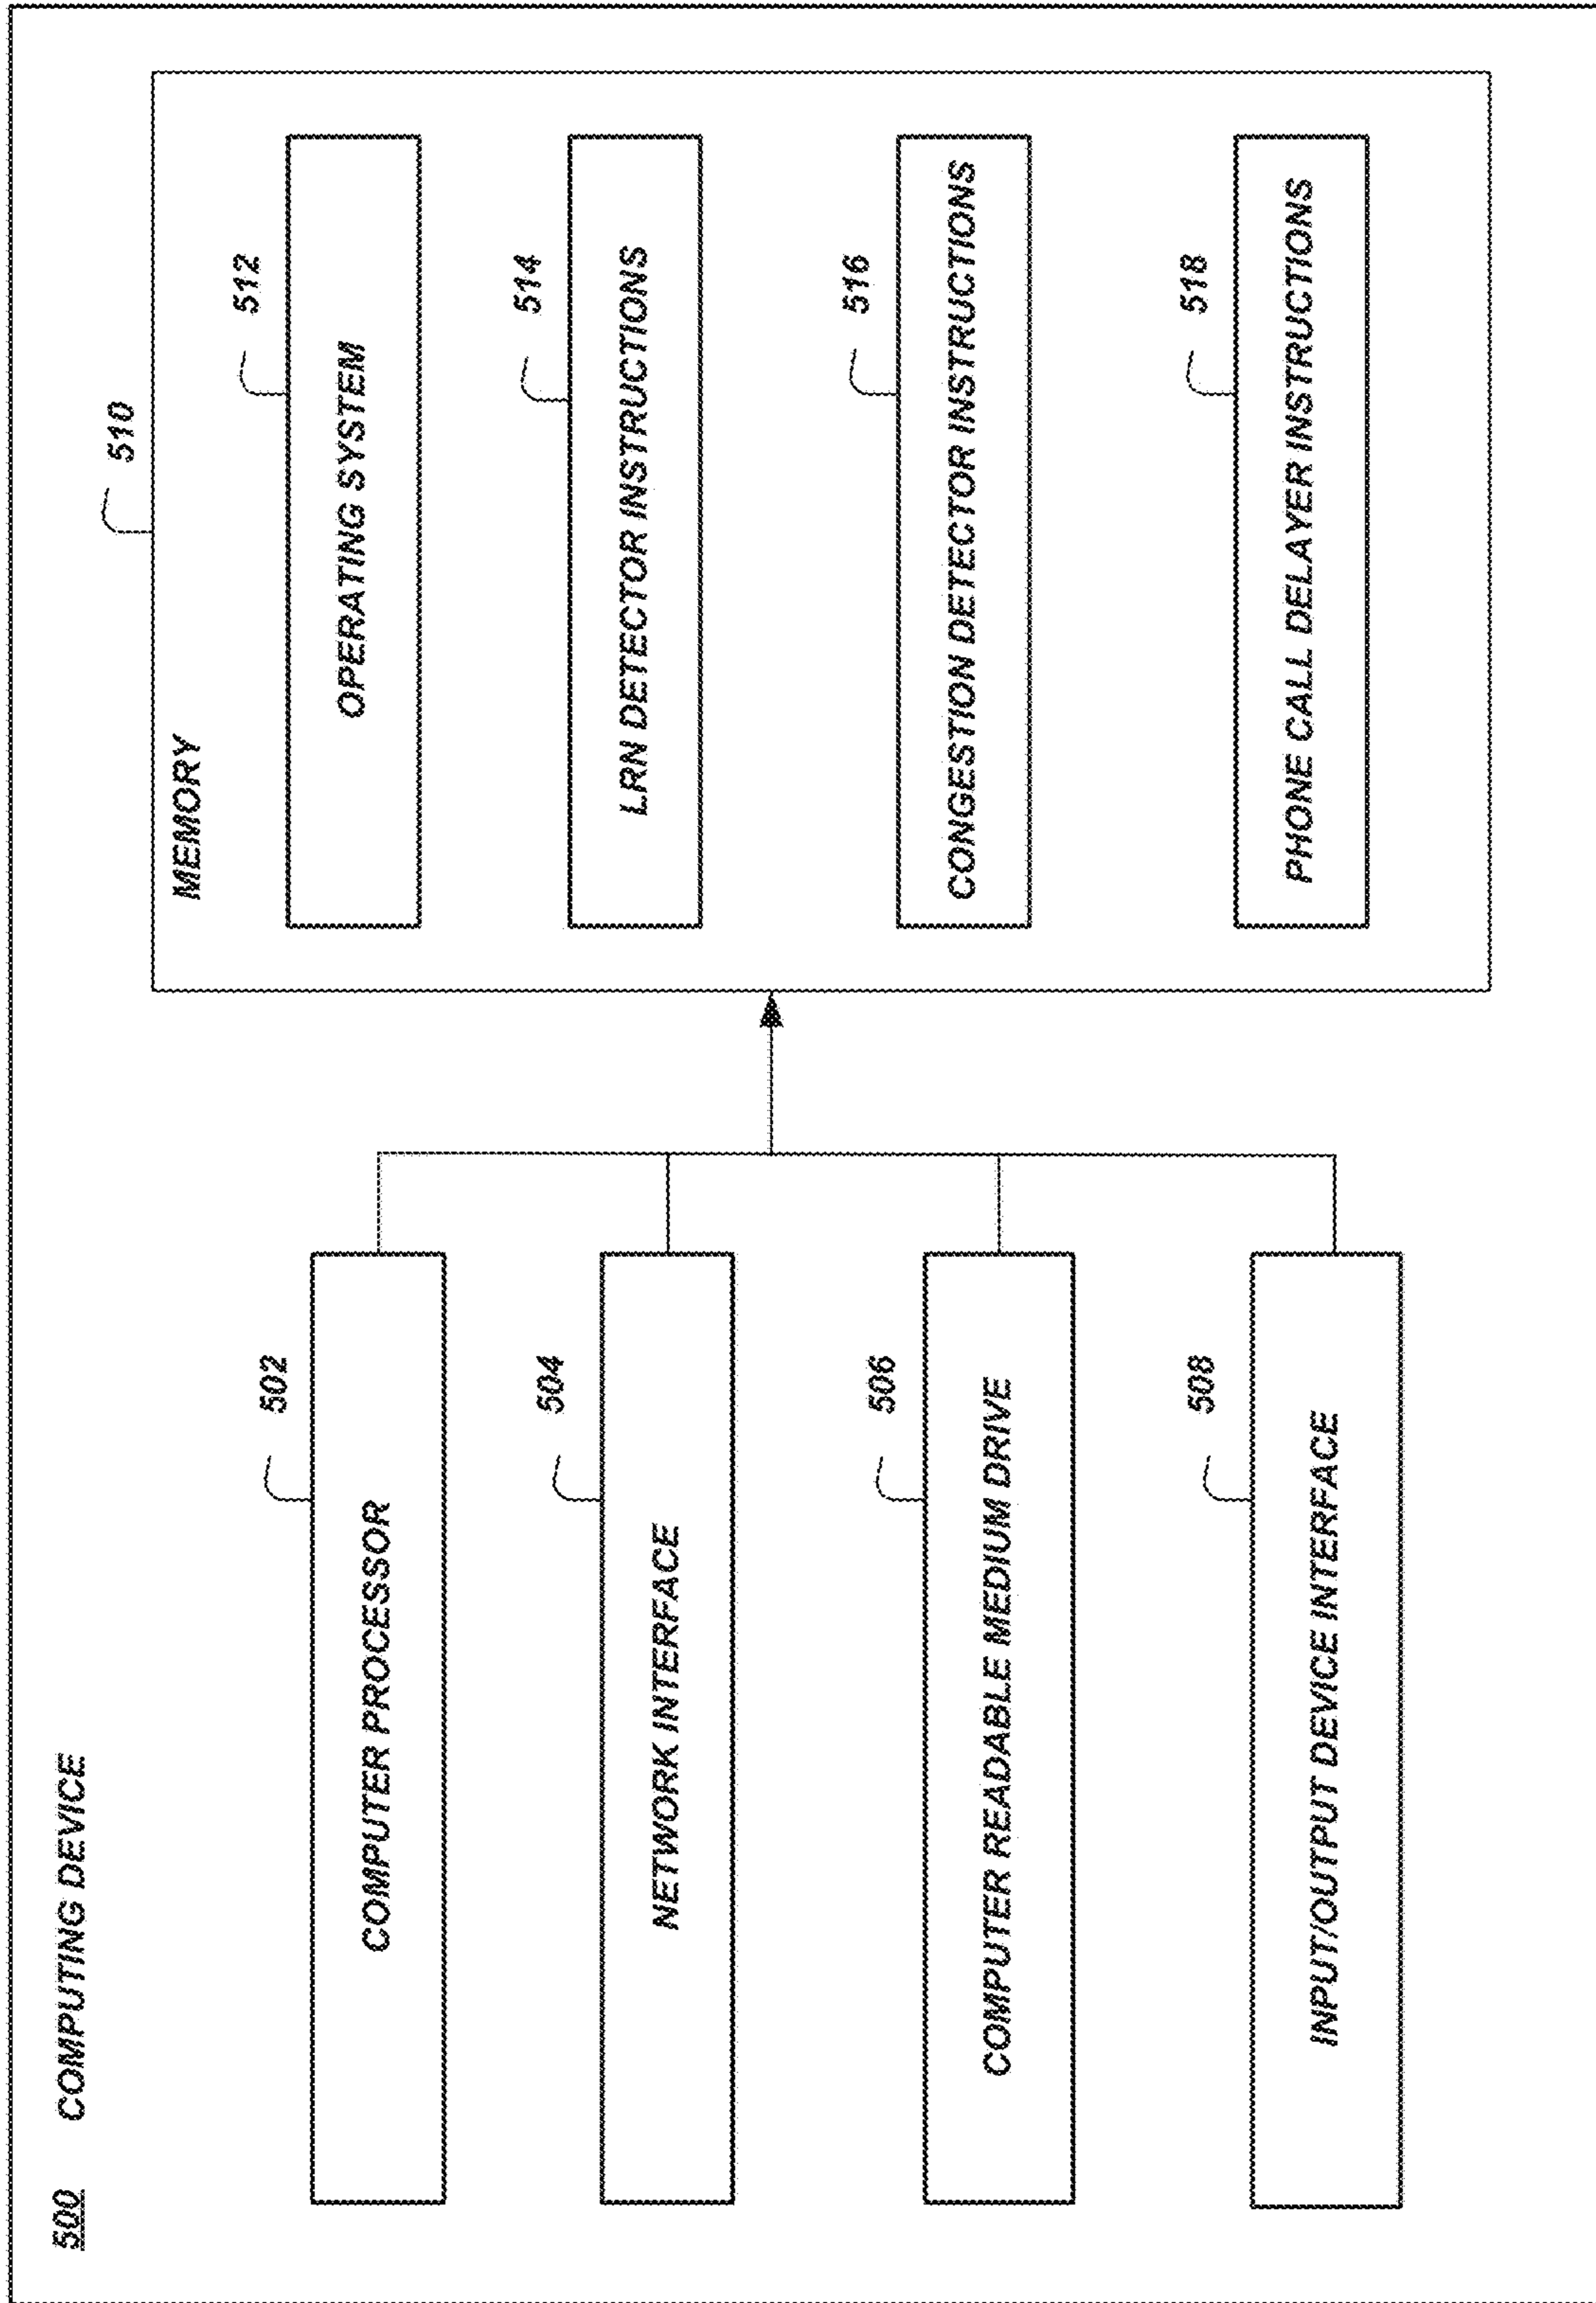 500 COMPUTING DEVICE
502
COMPUTER PROCESSOR
504
NETWORK INTERFACE
506
COMPUTER READABLE MEDIUM DRIVE
508
INPUT/OUTPUT DEVICE INTERFACE
510
MEMORY
512
OPERATING SYSTEM
514
LRN DETECTOR INSTRUCTIONS
516
CONGESTION DETECTOR INSTRUCTIONS
518
PHONE CALL DELAYER INSTRUCTIONS